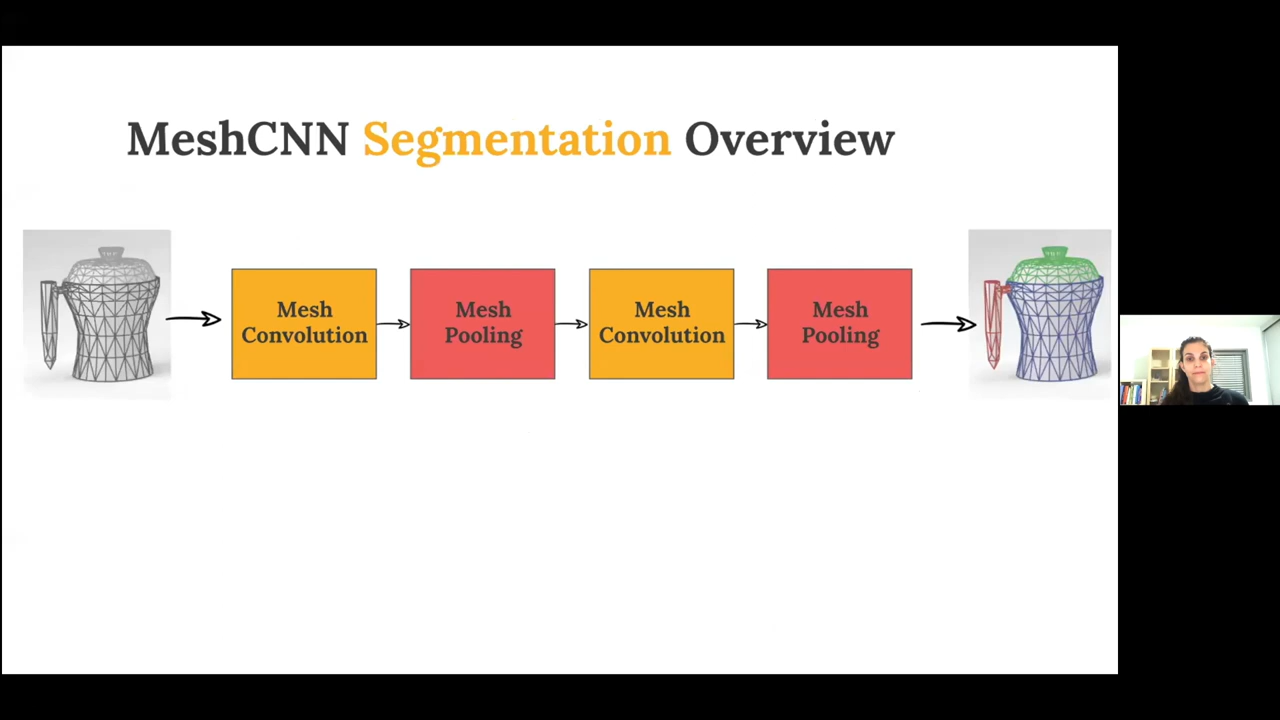 MeshCNN Segmentation Overview
Mesh
Convolution
Mesh
Pooling
Mesh
Convolution
Mesh
Pooling